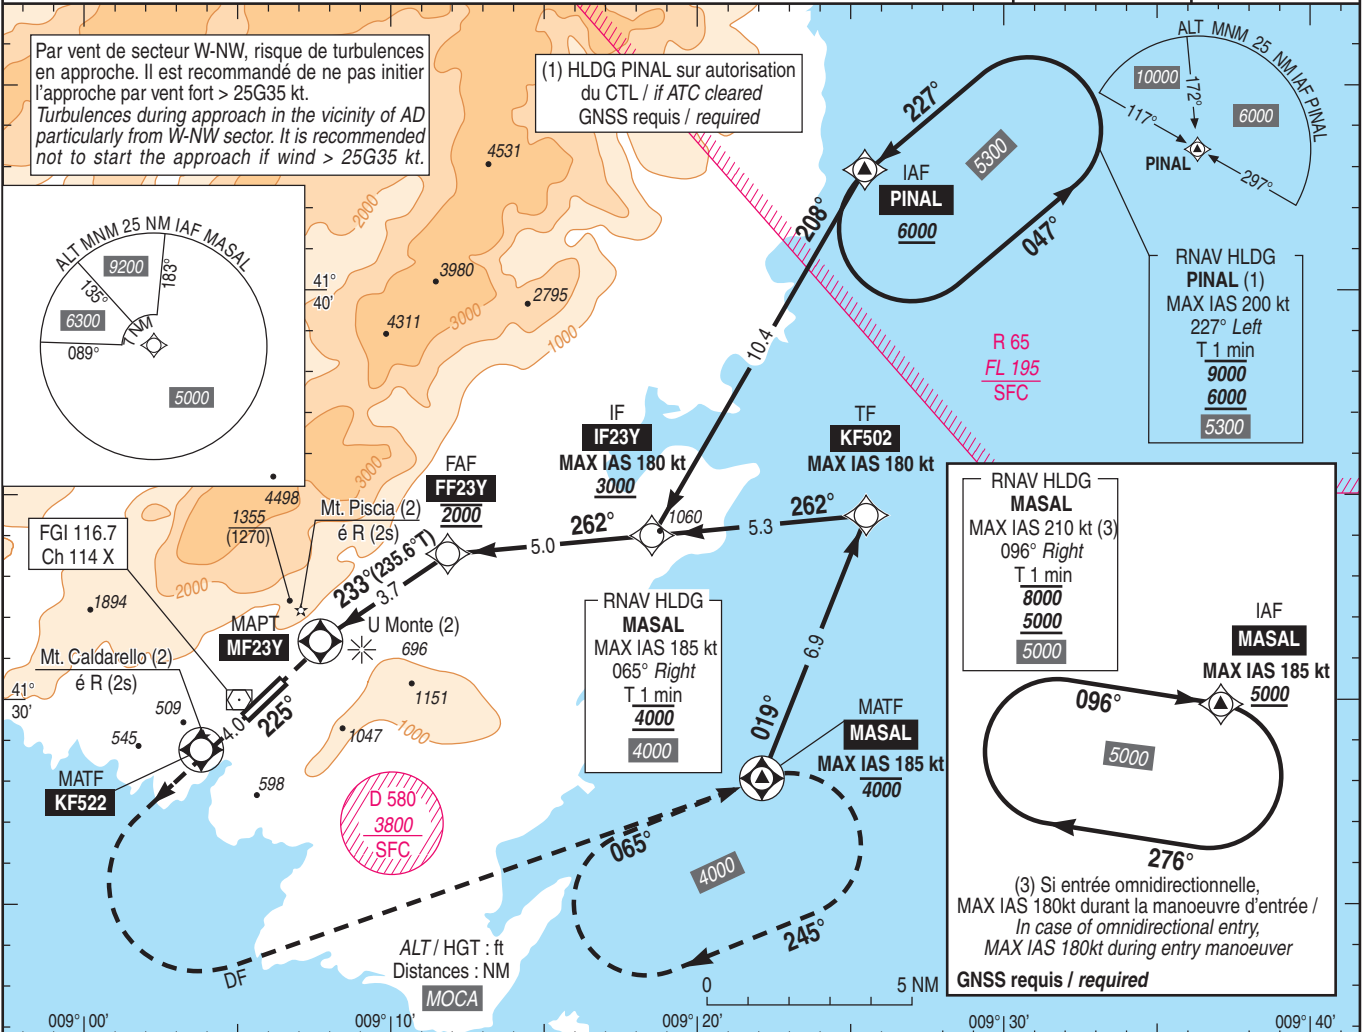 Par vent de secteur W-NW, risque de turbulences
en approche. Il est recommandé de ne pas initier
l'approche par vent fort > 25G35 kt.
Turbulences during approach in the vicinity of AD
particularly from W-NW sector. It is recommended
not to start the approach if wind > 25G35 kt.
(1) HLDG PINAL sur autorisation
du CTL / if ATC cleared
GNSS requis / required
ALT MNM 25 NM IAF PINAL
10000
172°
6000
117°
PINAL
297°
227°
5300
IAF
PINAL
6000
208°
047°
RNAV HLDG
PINAL (1)
MAX IAS 200 kt
227° Left
T 1 min
9000
6000
5300
ALT MNM 25 NM IAF MASAL
9200
183°
135°
6300
7 NM
089°
5000
4531
2000
3980
2795
4311
3000
1000
41°
40'
10.4
R 65
FL 195
SFC
IF
IF23Y
MAX IAS 180 kt
3000
TF
KF502
MAX IAS 180 kt
FAF
FF23Y
2000
3000
4498
1355
(1270)
Mt. Piscia (2)
é R (2s)
262°
1060
5.3
262°
5.0
FGI 116.7
Ch 114 X
233° (235.6°T)
3.7
2000
1894
MAPT
MF23Y
U Monte (2)
696
Mt. Caldarello (2)
é R (2s)
41°
30'
509
545
4.0
225°
1151
1047
1000
598
MATF
KF522
D 580
3800
SFC
RNAV HLDG
MASAL
MAX IAS 185 kt
065° Right
T 1 min
4000
4000
6.9
019°
MATF
MASAL
MAX IAS 185 kt
4000
065°
4000
245°
DF
ALT / HGT : ft
Distances : NM
MOCA
0
5 NM
RNAV HLDG
MASAL
MAX IAS 210 kt (3)
096° Right
T 1 min
8000
5000
5000
IAF
MASAL
MAX IAS 185 kt
5000
096°
5000
276°
(3) Si entrée omnidirectionnelle,
MAX IAS 180kt durant la manoeuvre d'entrée /
In case of omnidirectional entry,
MAX IAS 180kt during entry manoeuver
GNSS requis / required
009° 00'
009° 10'
009° 20'
009° 30'
009° 40'